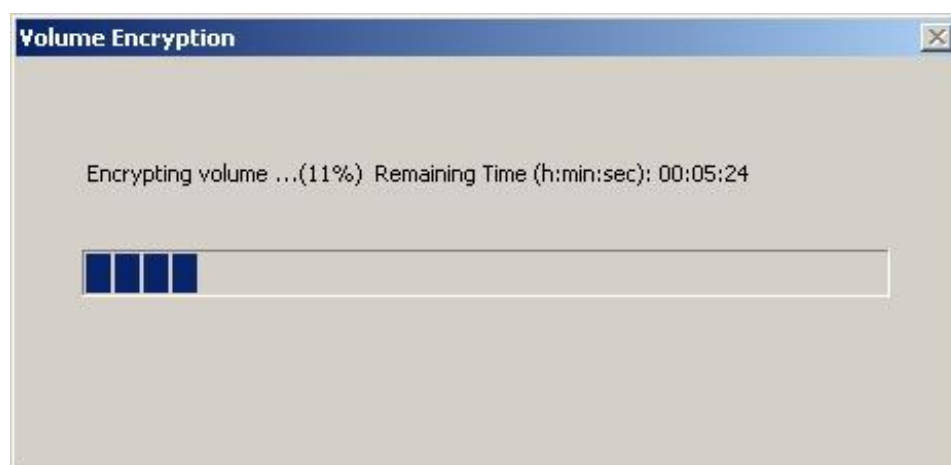 Volume Encryption
Encrypting volume ...(11%) Remaining Time (h:min:sec): 00:05:24